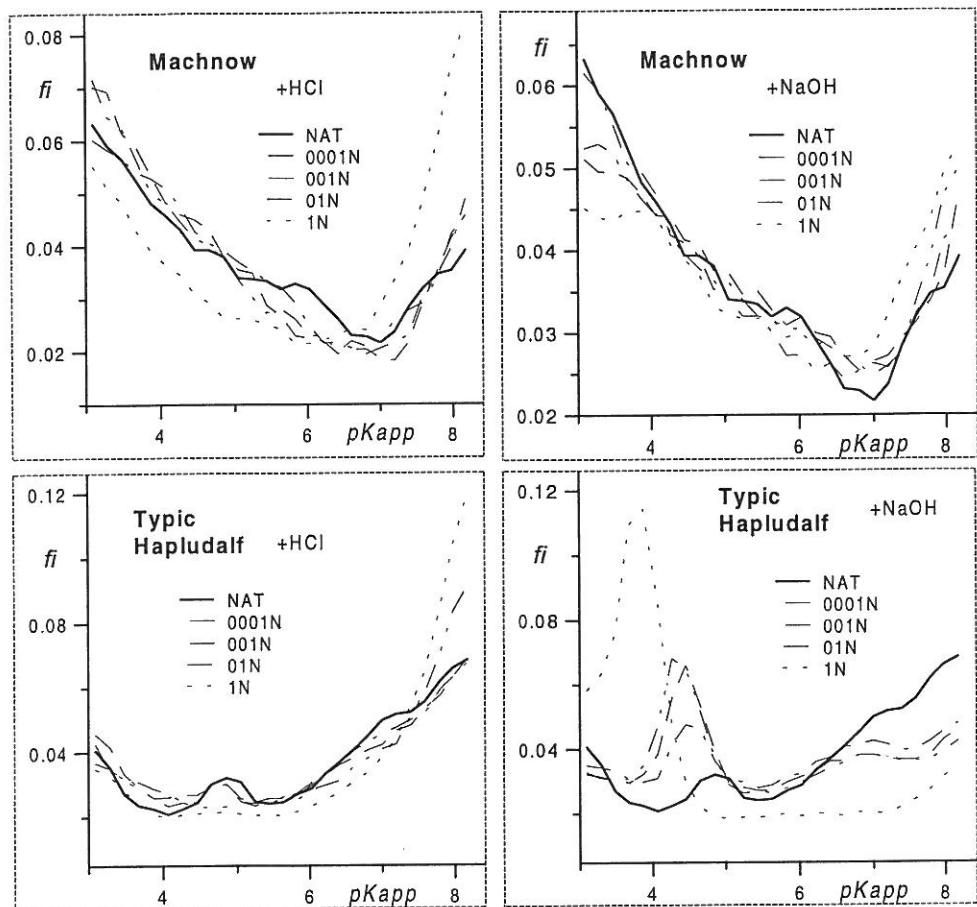 0.08
fi
Machnow
+HCl
0.06
NAT
0001N
001N
01N
1N
0.04
0.02
4
6
pKapp
8
fi
Machnow
0.06
+NaOH
NAT
0001N
001N
01N
1N
0.05
0.04
0.03
0.02
4
6
pKapp
8
0.12
Typic
Hapludalf
+HCl
fi
NAT
0001N
001N
01N
1N
0.08
0.04
4
6
pKapp
8
0.12
Typic
Hapludalf
+NaOH
fi
NAT
0001N
001N
01N
1N
0.08
0.04
4
6
pKapp
8